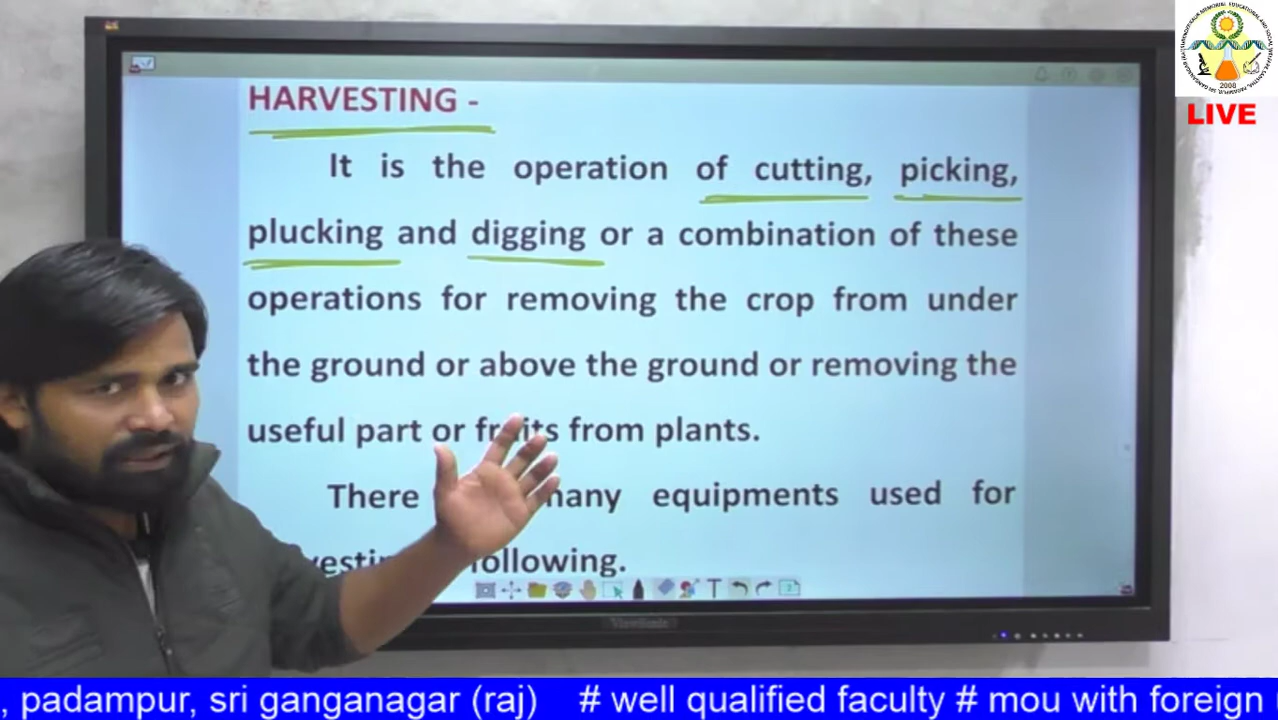 HARVESTING -
It is the operation of cutting, picking,
plucking and digging or a combination of these
operations for removing the crop from under
the ground or above the ground or removing the
useful part or fruits from plants.
There many equipments used for
following.
ViewSonic
2008
LIVE
, padampur, sri ganganagar (raj) # well qualified faculty # mou with foreign